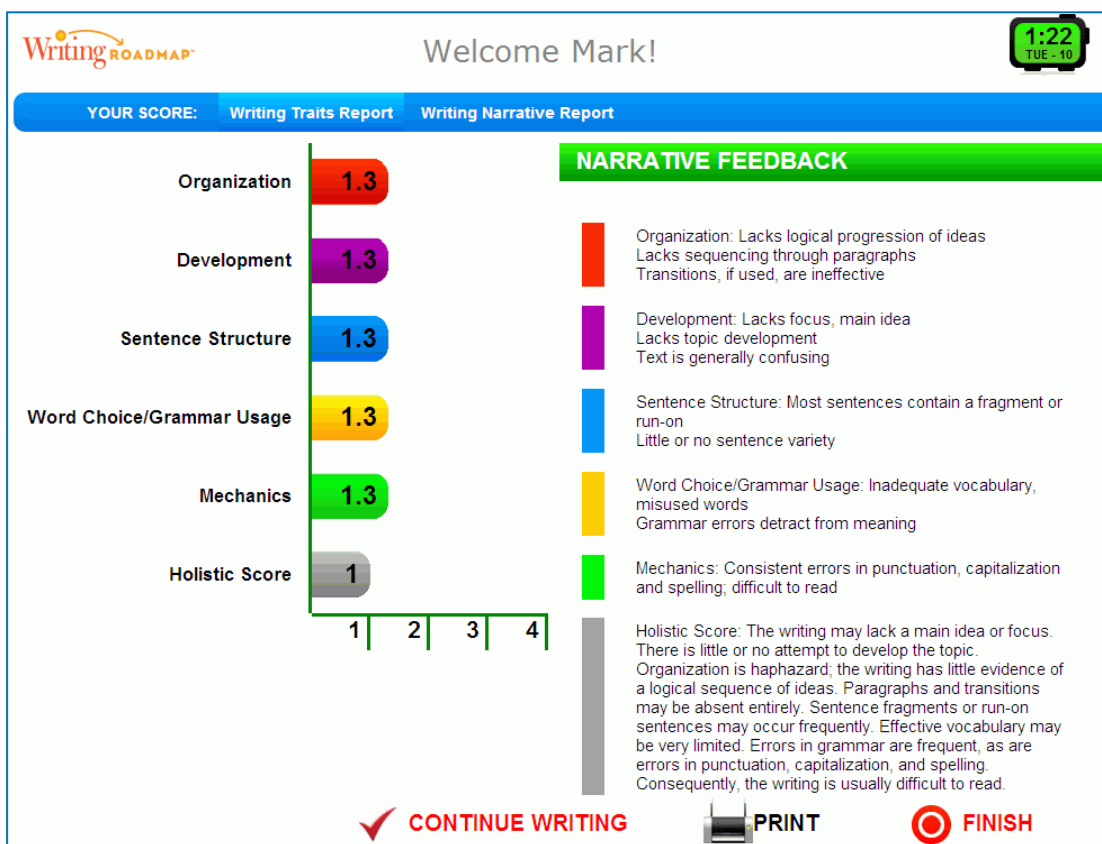 Writing ROADMAP™
Welcome Mark!
1:22
TUE - 10
YOUR SCORE: Writing Traits Report Writing Narrative Report
Organization 1.3
Development 1.3
Sentence Structure 1.3
Word Choice/Grammar Usage 1.3
Mechanics 1.3
Holistic Score 1
1 2 3 4
NARRATIVE FEEDBACK
Organization: Lacks logical progression of ideas
Lacks sequencing through paragraphs
Transitions, if used, are ineffective
Development: Lacks focus, main idea
Lacks topic development
Text is generally confusing
Sentence Structure: Most sentences contain a fragment or
run-on
Little or no sentence variety
Word Choice/Grammar Usage: Inadequate vocabulary,
misused words
Grammar errors detract from meaning
Mechanics: Consistent errors in punctuation, capitalization
and spelling; difficult to read
Holistic Score: The writing may lack a main idea or focus.
There is little or no attempt to develop the topic.
Organization is haphazard; the writing has little evidence of
a logical sequence of ideas. Paragraphs and transitions
may be absent entirely. Sentence fragments or run-on
sentences may occur frequently. Effective vocabulary may
be very limited. Errors in grammar are frequent, as are
errors in punctuation, capitalization, and spelling.
Consequently, the writing is usually difficult to read.
CONTINUE WRITING PRINT FINISH